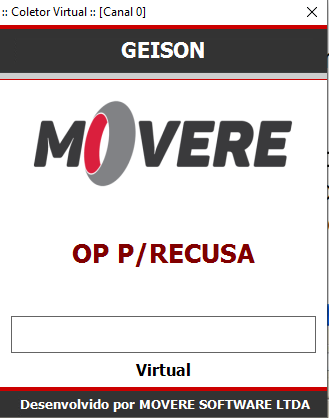 :: Coletor Virtual :: [Canal 0]
GEISON
MOVERE
OP P/RECUSA
Virtual
Desenvolvido por MOVERE SOFTWARE LTDA